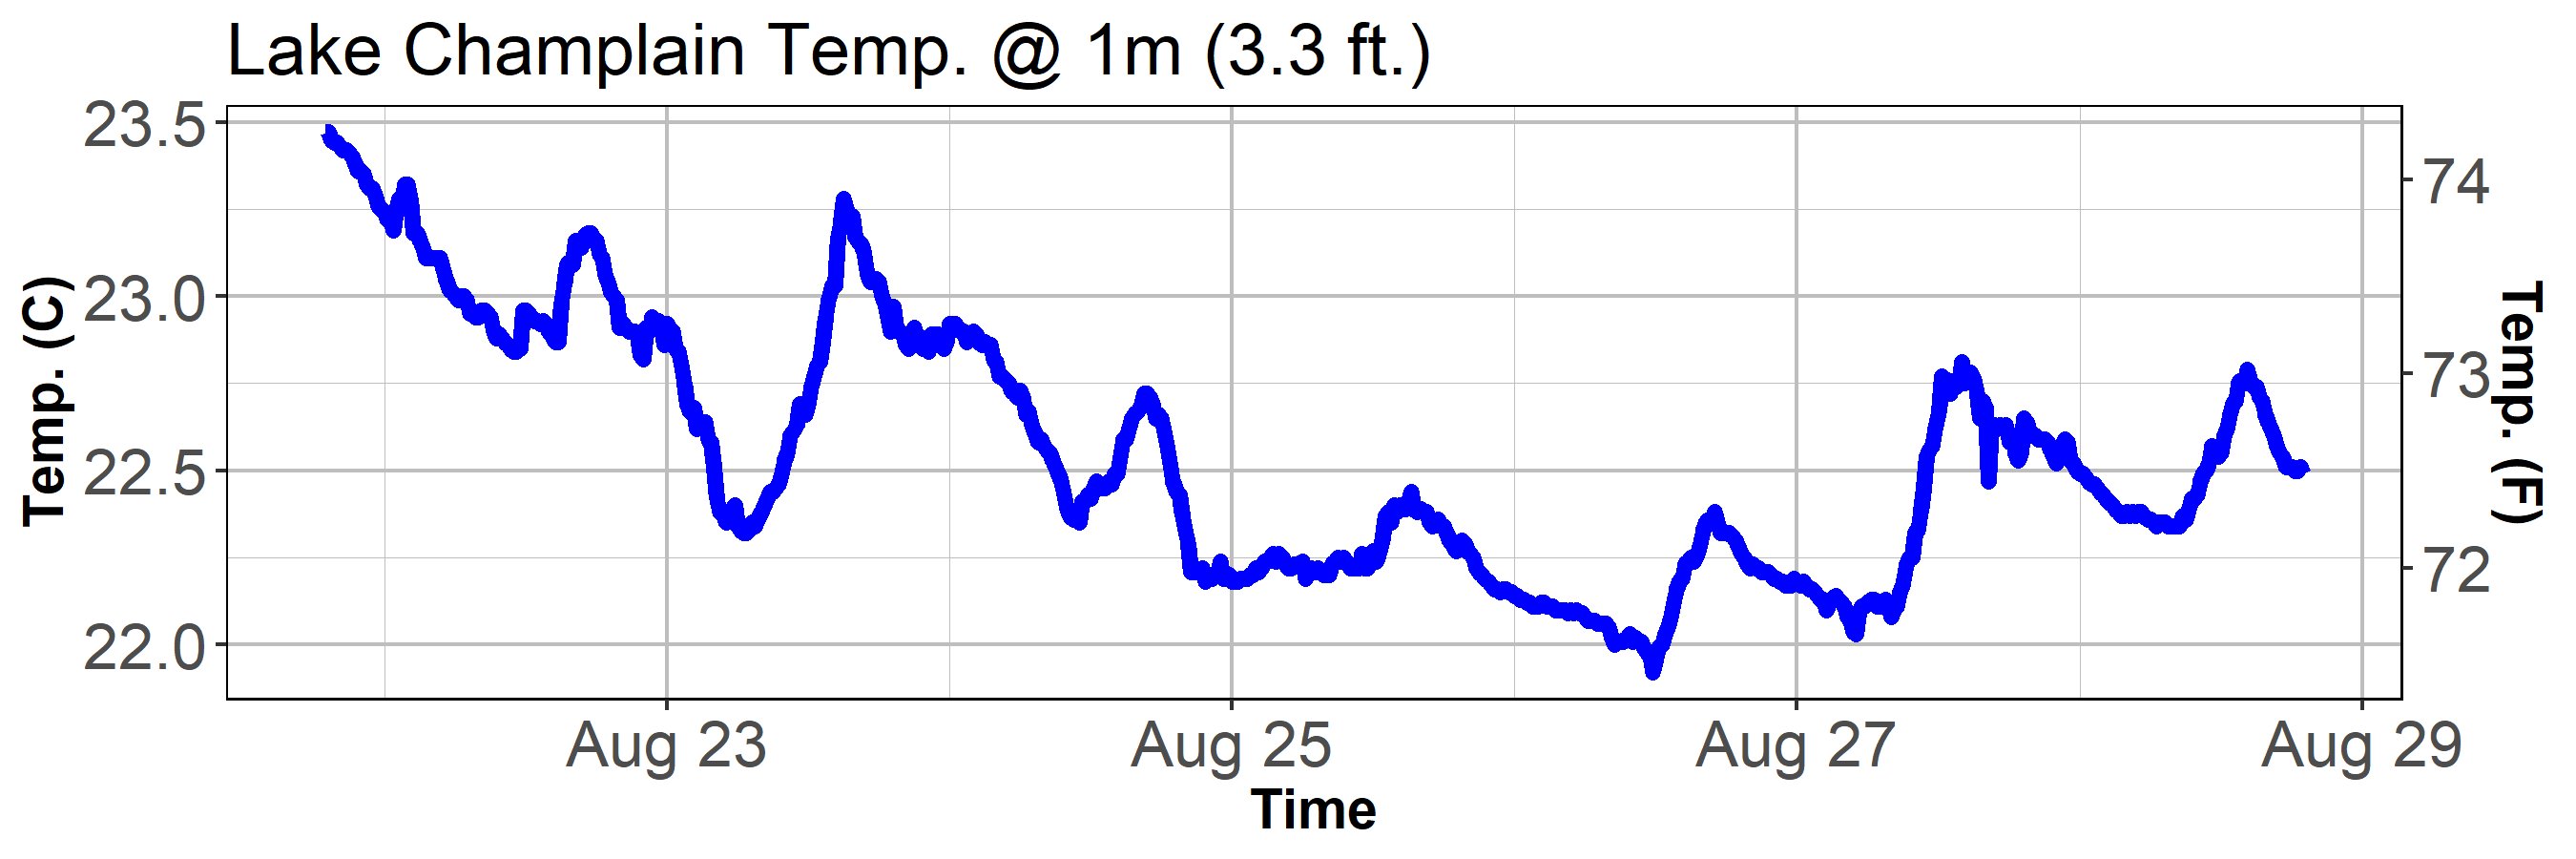 Lake Champlain Temp. @ 1m (3.3 ft.)
Temp. (C)
23.5
23.0
22.5
22.0
74
73
72
Temp. (F)
Aug 23 Aug 25 Aug 27 Aug 29
Time